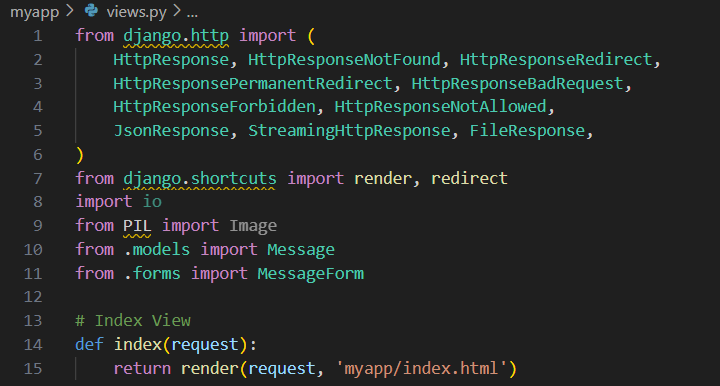 myapp > views.py > ...
1 from django.http import (
2     HttpResponse, HttpResponseNotFound, HttpResponseRedirect,
3     HttpResponsePermanentRedirect, HttpResponseBadRequest,
4     HttpResponseForbidden, HttpResponseNotAllowed,
5     JsonResponse, StreamingHttpResponse, FileResponse,
6 )
7 from django.shortcuts import render, redirect
8 import io
9 from PIL import Image
10 from .models import Message
11 from .forms import MessageForm
12
13 # Index View
14 def index(request):
15     return render(request, 'myapp/index.html')